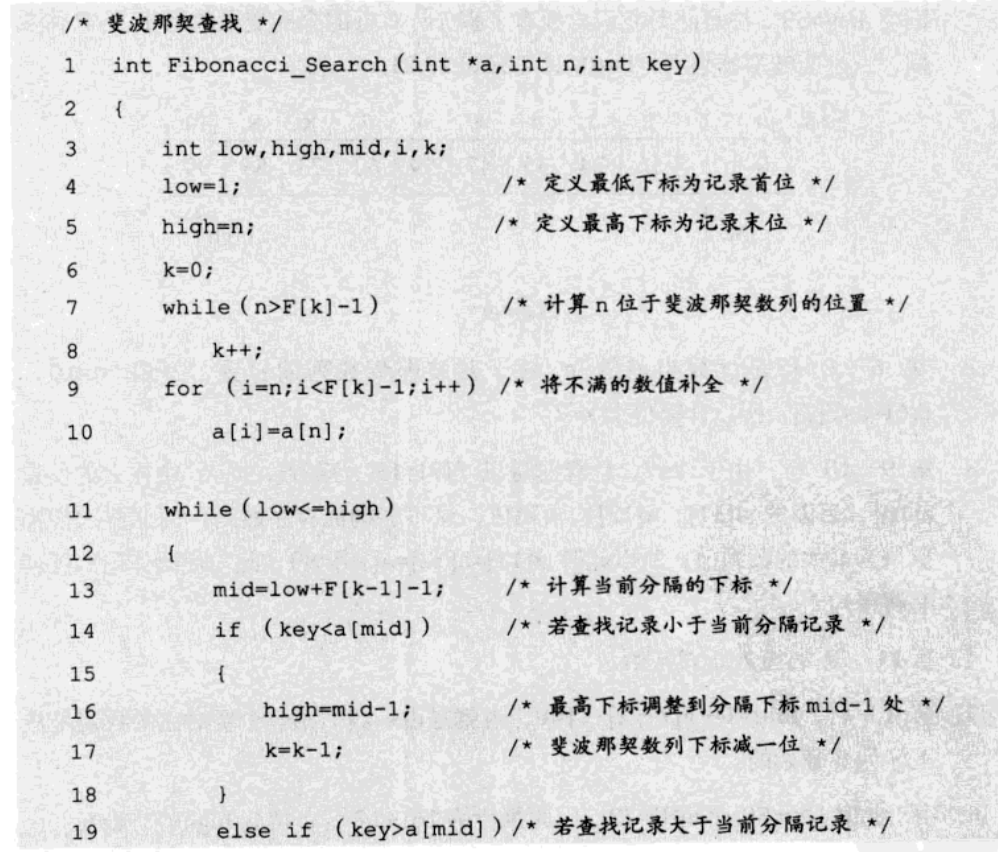 /* 斐波那契查找 */
1 int Fibonacci_Search(int *a,int n,int key)
2 {
3 int low,high,mid,i,k;
4 low=1; /* 定义最低下标为记录首位 */
5 high=n; /* 定义最高下标为记录末位 */
6 k=0;
7 while(n>F[k]-1) /* 计算n位于斐波那契数列的位置 */
8 k++;
9 for (i=n;i<F[k]-1;i++) /* 将不满的数值补全 */
10 a[i]=a[n];
11 while(low<=high)
12 {
13 mid=low+F[k-1]-1; /* 计算当前分隔的下标 */
14 if (key<a[mid]) /* 若查找记录小于当前分隔记录 */
15 {
16 high=mid-1; /* 最高下标调整到分隔下标mid-1处 */
17 k=k-1; /* 斐波那契数列下标减一位 */
18 }
19 else if (key>a[mid]) /* 若查找记录大于当前分隔记录 */